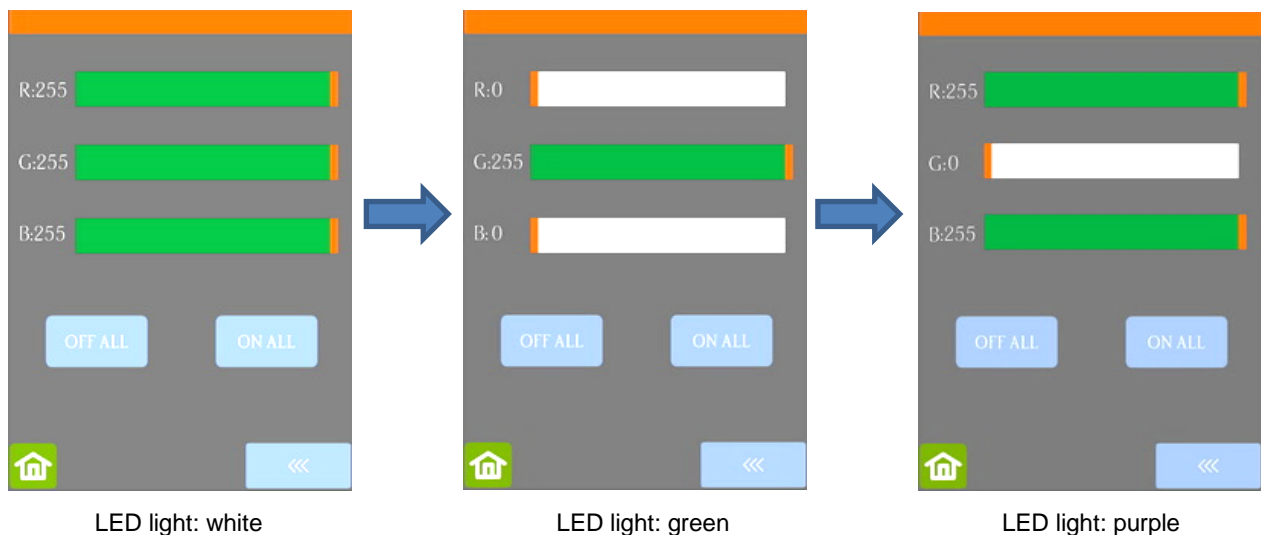 R:255
G:255
B:255
OFF ALL
ON ALL
<<<
LED light: white
R:0
G:255
B:0
OFF ALL
ON ALL
<<<
LED light: green
R:255
G:0
B:255
OFF ALL
ON ALL
<<<
LED light: purple